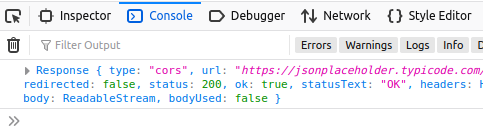 Inspector Console Debugger Network Style Editor
Filter Output Errors Warnings Logs Info
Response { type: "cors", url: "https://jsonplaceholder.typicode.com/
redirected: false, status: 200, ok: true, statusText: "OK", headers:
body: ReadableStream, bodyUsed: false }
»